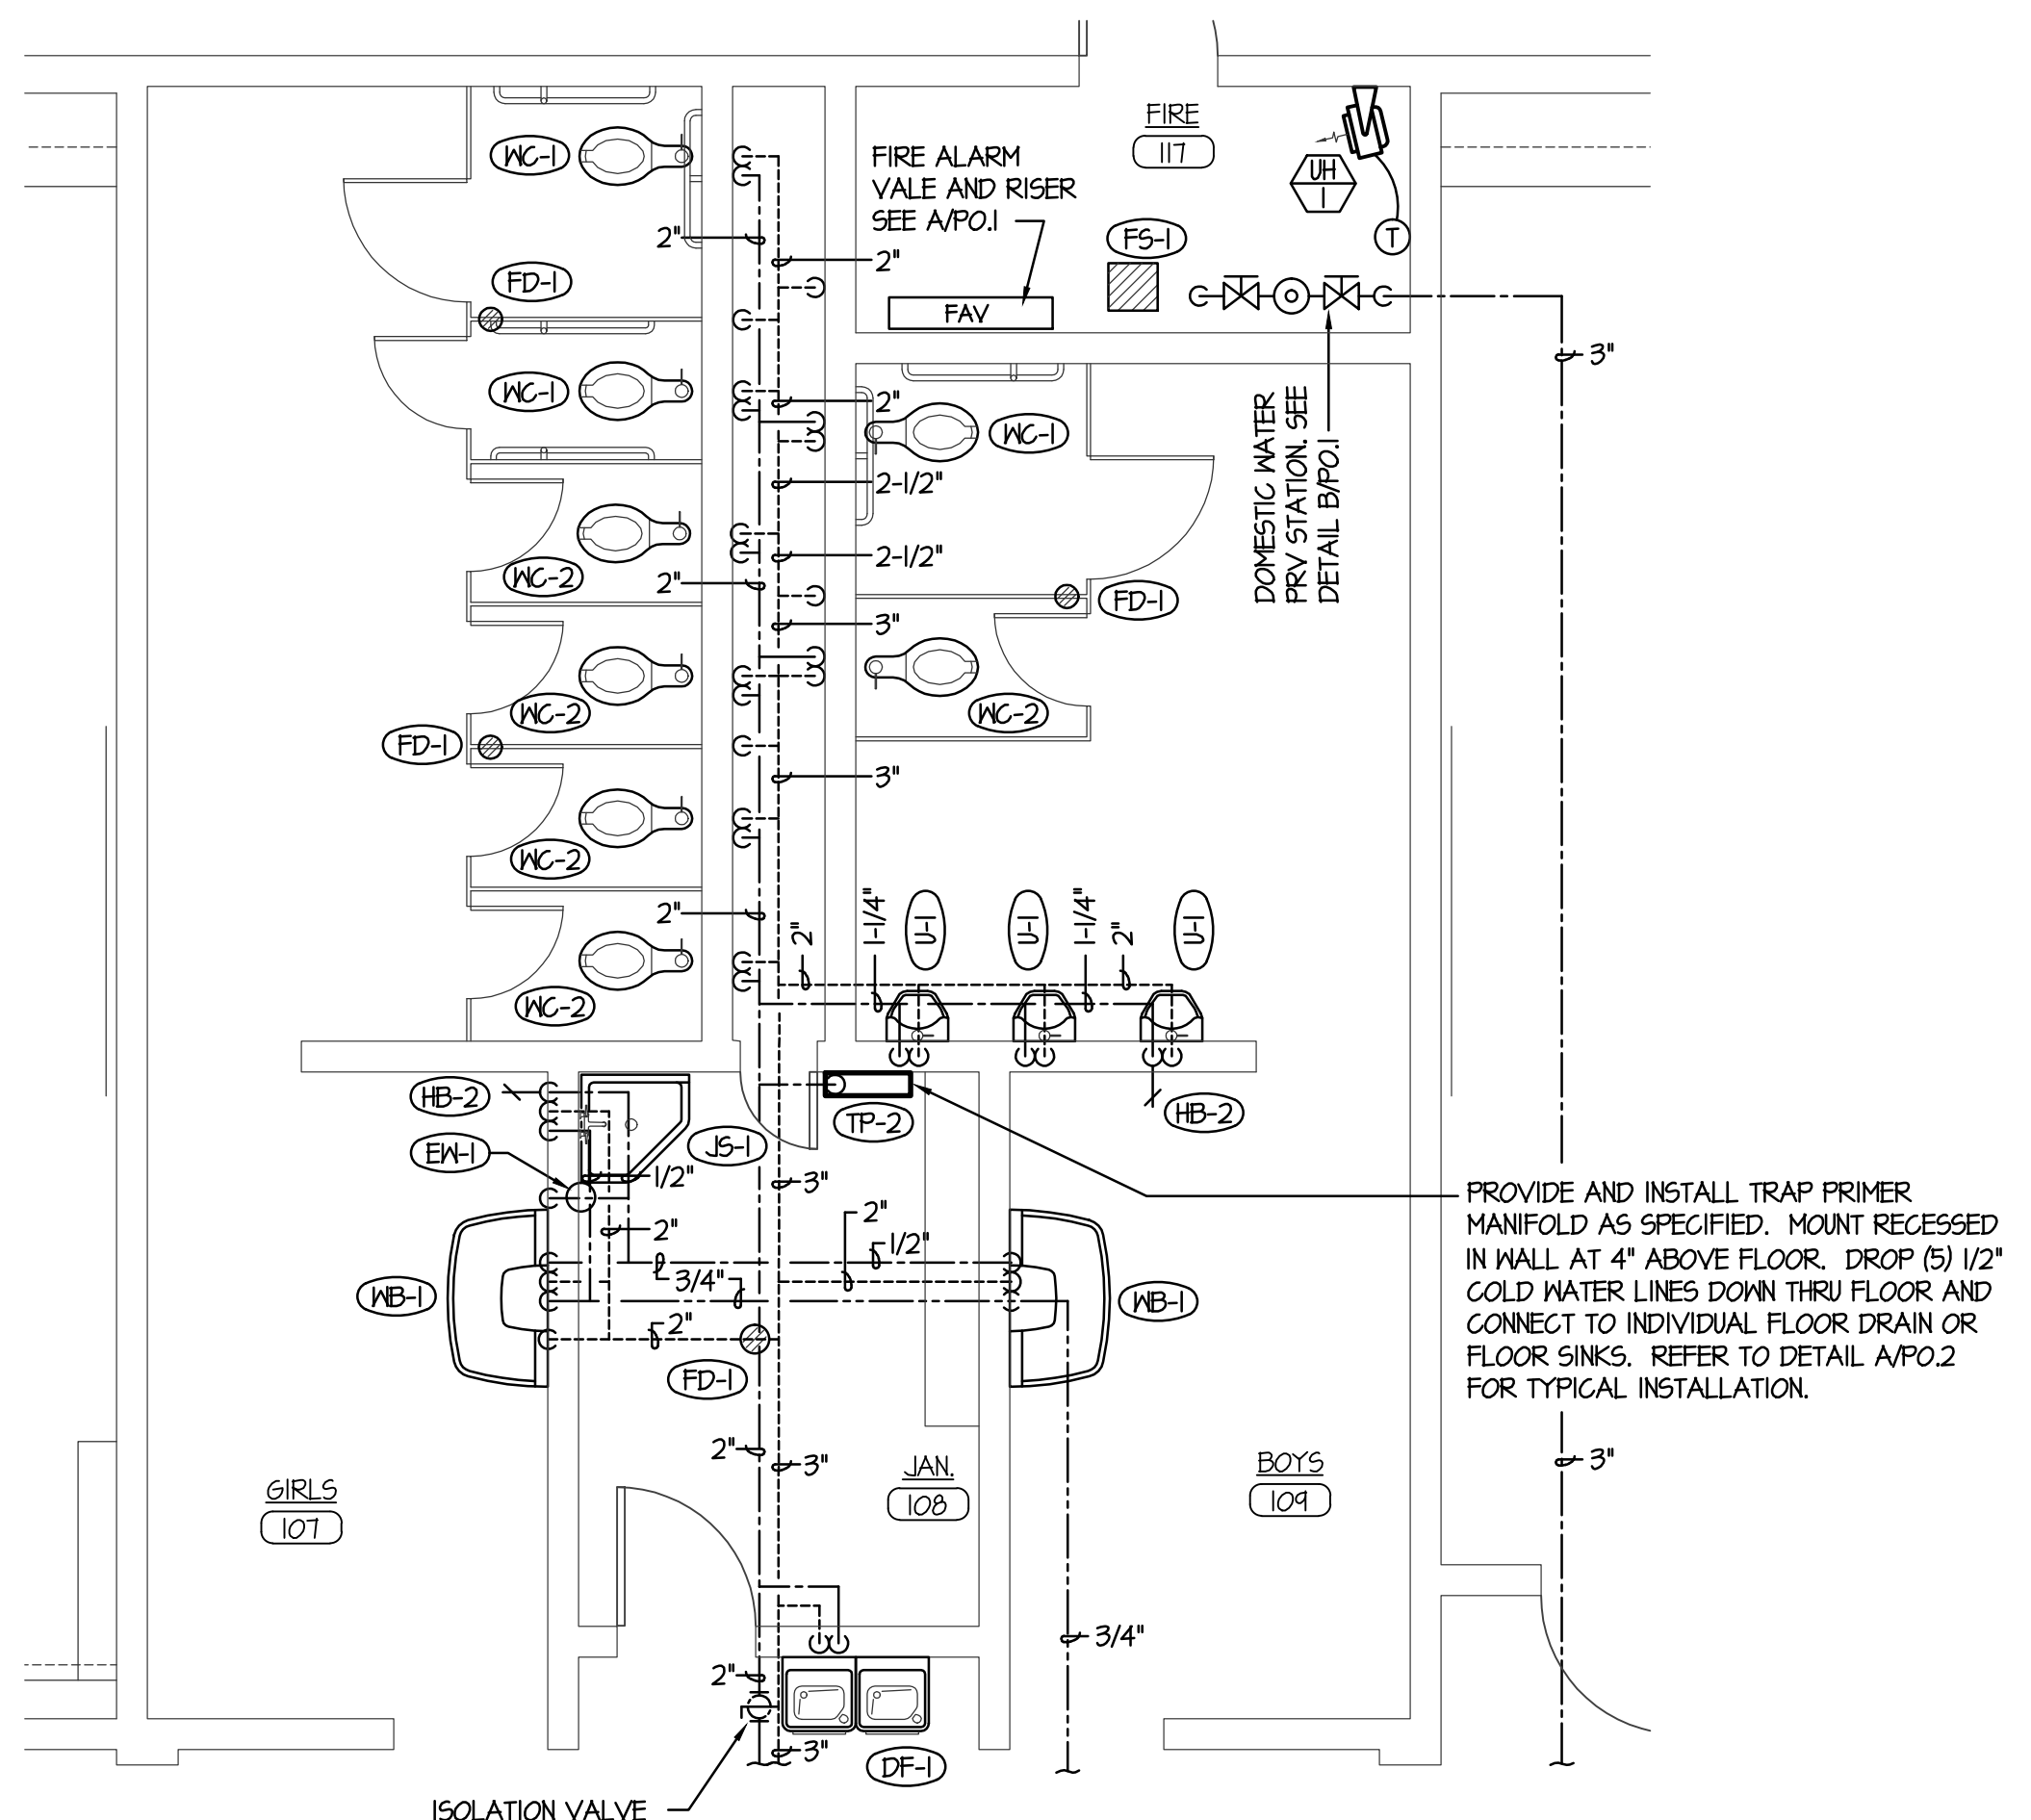 FIRE
117
WC-1
FIRE ALARM
VALE AND RISER
SEE A/P0.1
UH
1
T
FS-1
2"
2"
FD-1
FAV
3"
WC-1
2"
WC-1
DOMESTIC WATER
PRV STATION. SEE
DETAIL B/P0.1
2-1/2"
2-1/2"
WC-2
2"
FD-1
3"
WC-2
WC-2
FD-1
3"
WC-2
2"
2"
1-1/4"
U-1
U-1
1-1/4"
2"
U-1
WC-2
HB-2
TP-2
HB-2
EW-1
JS-1
1/2"
3"
PROVIDE AND INSTALL TRAP PRIMER
MANIFOLD AS SPECIFIED. MOUNT RECESSED
IN WALL AT 4" ABOVE FLOOR. DROP (5) 1/2"
COLD WATER LINES DOWN THRU FLOOR AND
CONNECT TO INDIVIDUAL FLOOR DRAIN OR
FLOOR SINKS. REFER TO DETAIL A/P0.2
FOR TYPICAL INSTALLATION.
2"
2"
1/2"
3/4"
WB-1
WB-1
2"
FD-1
2"
3"
3"
GIRLS
107
JAN.
108
BOYS
109
3/4"
2"
3"
DF-1
ISOLATION VALVE